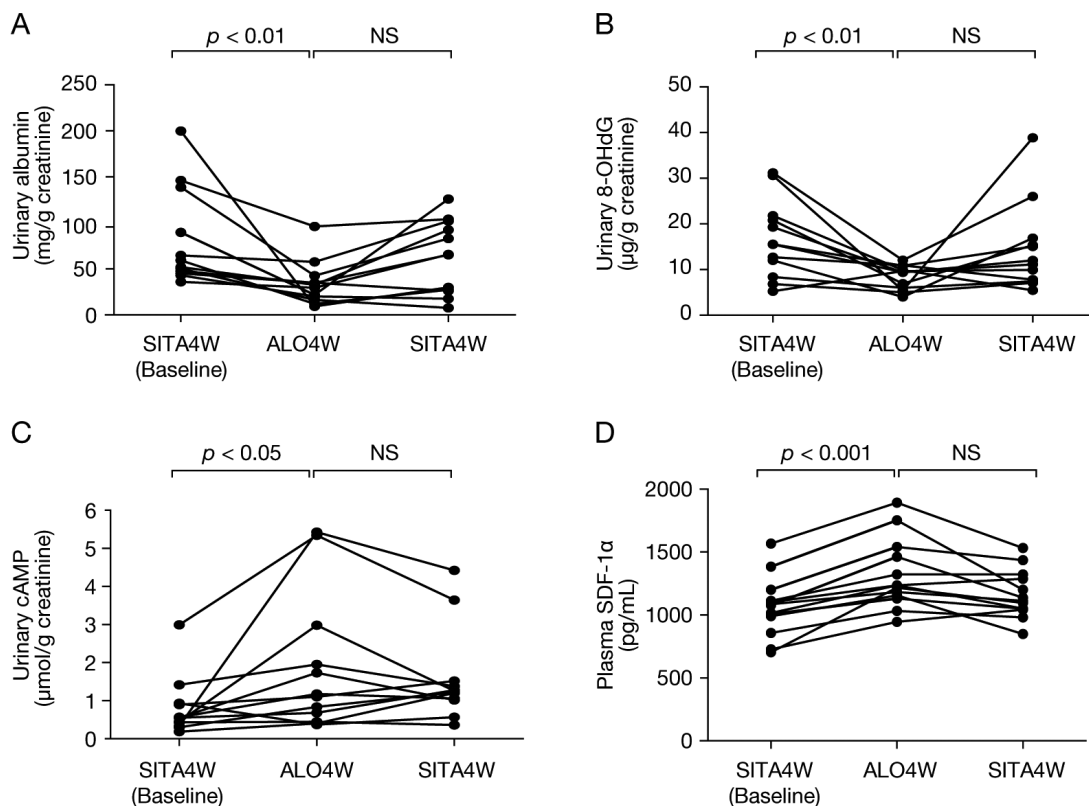 A
p < 0.01
NS
Urinary albumin
(mg/g creatinine)
250
200
150
100
50
0
SITA4W
(Baseline)
ALO4W
SITA4W
B
p < 0.01
NS
Urinary 8-OHdG
(µg/g creatinine)
50
40
30
20
10
0
SITA4W
(Baseline)
ALO4W
SITA4W
C
p < 0.05
NS
Urinary cAMP
(µmol/g creatinine)
6
5
4
3
2
1
0
SITA4W
(Baseline)
ALO4W
SITA4W
D
p < 0.001
NS
Plasma SDF-1α
(pg/mL)
2000
1500
1000
500
0
SITA4W
(Baseline)
ALO4W
SITA4W